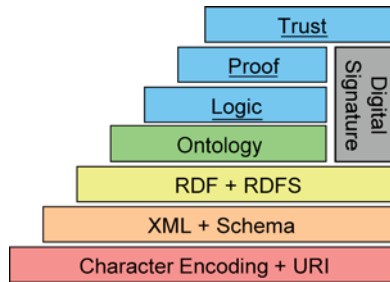 Trust
Proof
Digital
Signature
Logic
Ontology
RDF + RDFS
XML + Schema
Character Encoding + URI